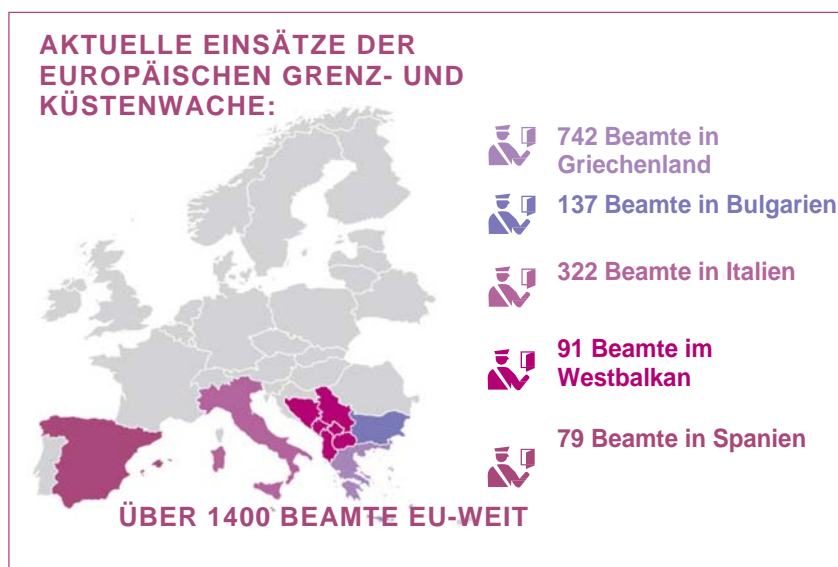 AKTUELLE EINSÄTZE DER
EUROPÄISCHEN GRENZ- UND
KÜSTENWACHE:
742 Beamte in
Griechenland
137 Beamte in Bulgarien
322 Beamte in Italien
91 Beamte im
Westbalkan
79 Beamte in Spanien
ÜBER 1400 BEAMTE EU-WEIT